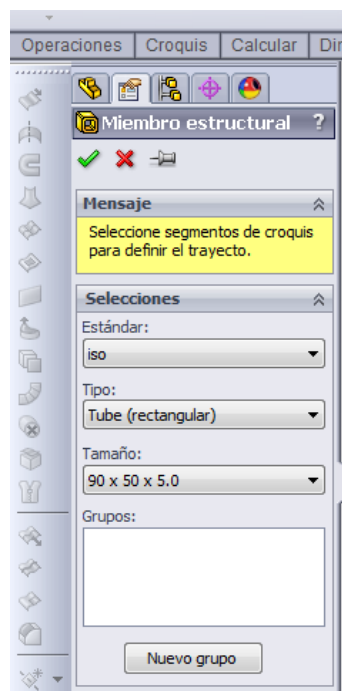 Operaciones Croquis Calcular
Miembro estructural ?
Mensaje
Seleccione segmentos de croquis
para definir el trayecto.
Selecciones
Estándar:
iso
Tipo:
Tube (rectangular)
Tamaño:
90 x 50 x 5.0
Grupos:
Nuevo grupo